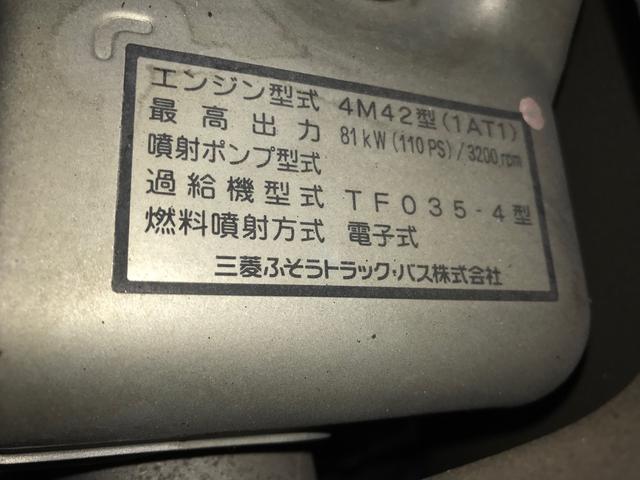 エンジン型式 4M42型(1AT1)
最高出力 81kW(110PS)/3200rpm
噴射ポンプ型式
過給機型式 TF035-4型
燃料噴射方式 電子式
三菱ふそうトラック・バス株式会社